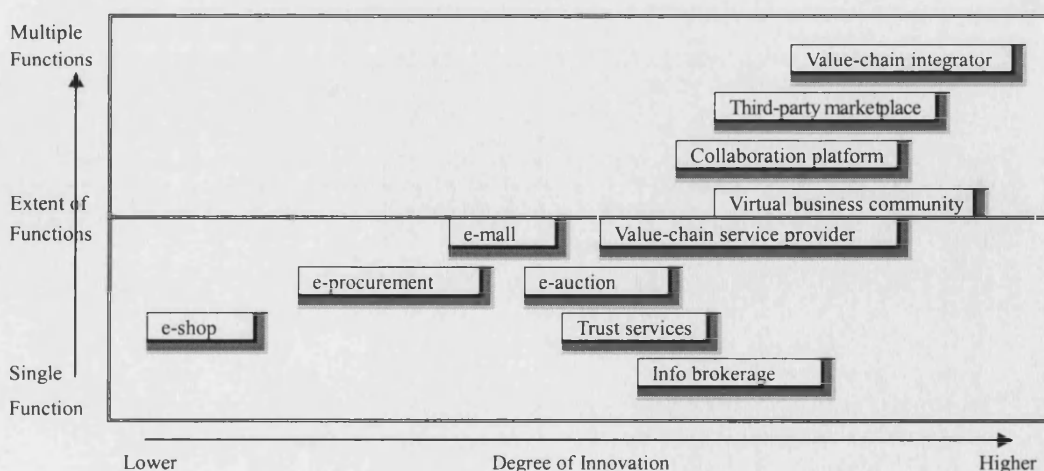 Multiple
Functions
Value-chain integrator
Third-party marketplace
Collaboration platform
Extent of
Virtual business community
Functions
e-mall
Value-chain service provider
e-procurement
e-auction
e-shop
Trust services
Single
Info brokerage
Function
Lower
Degree of Innovation
Higher